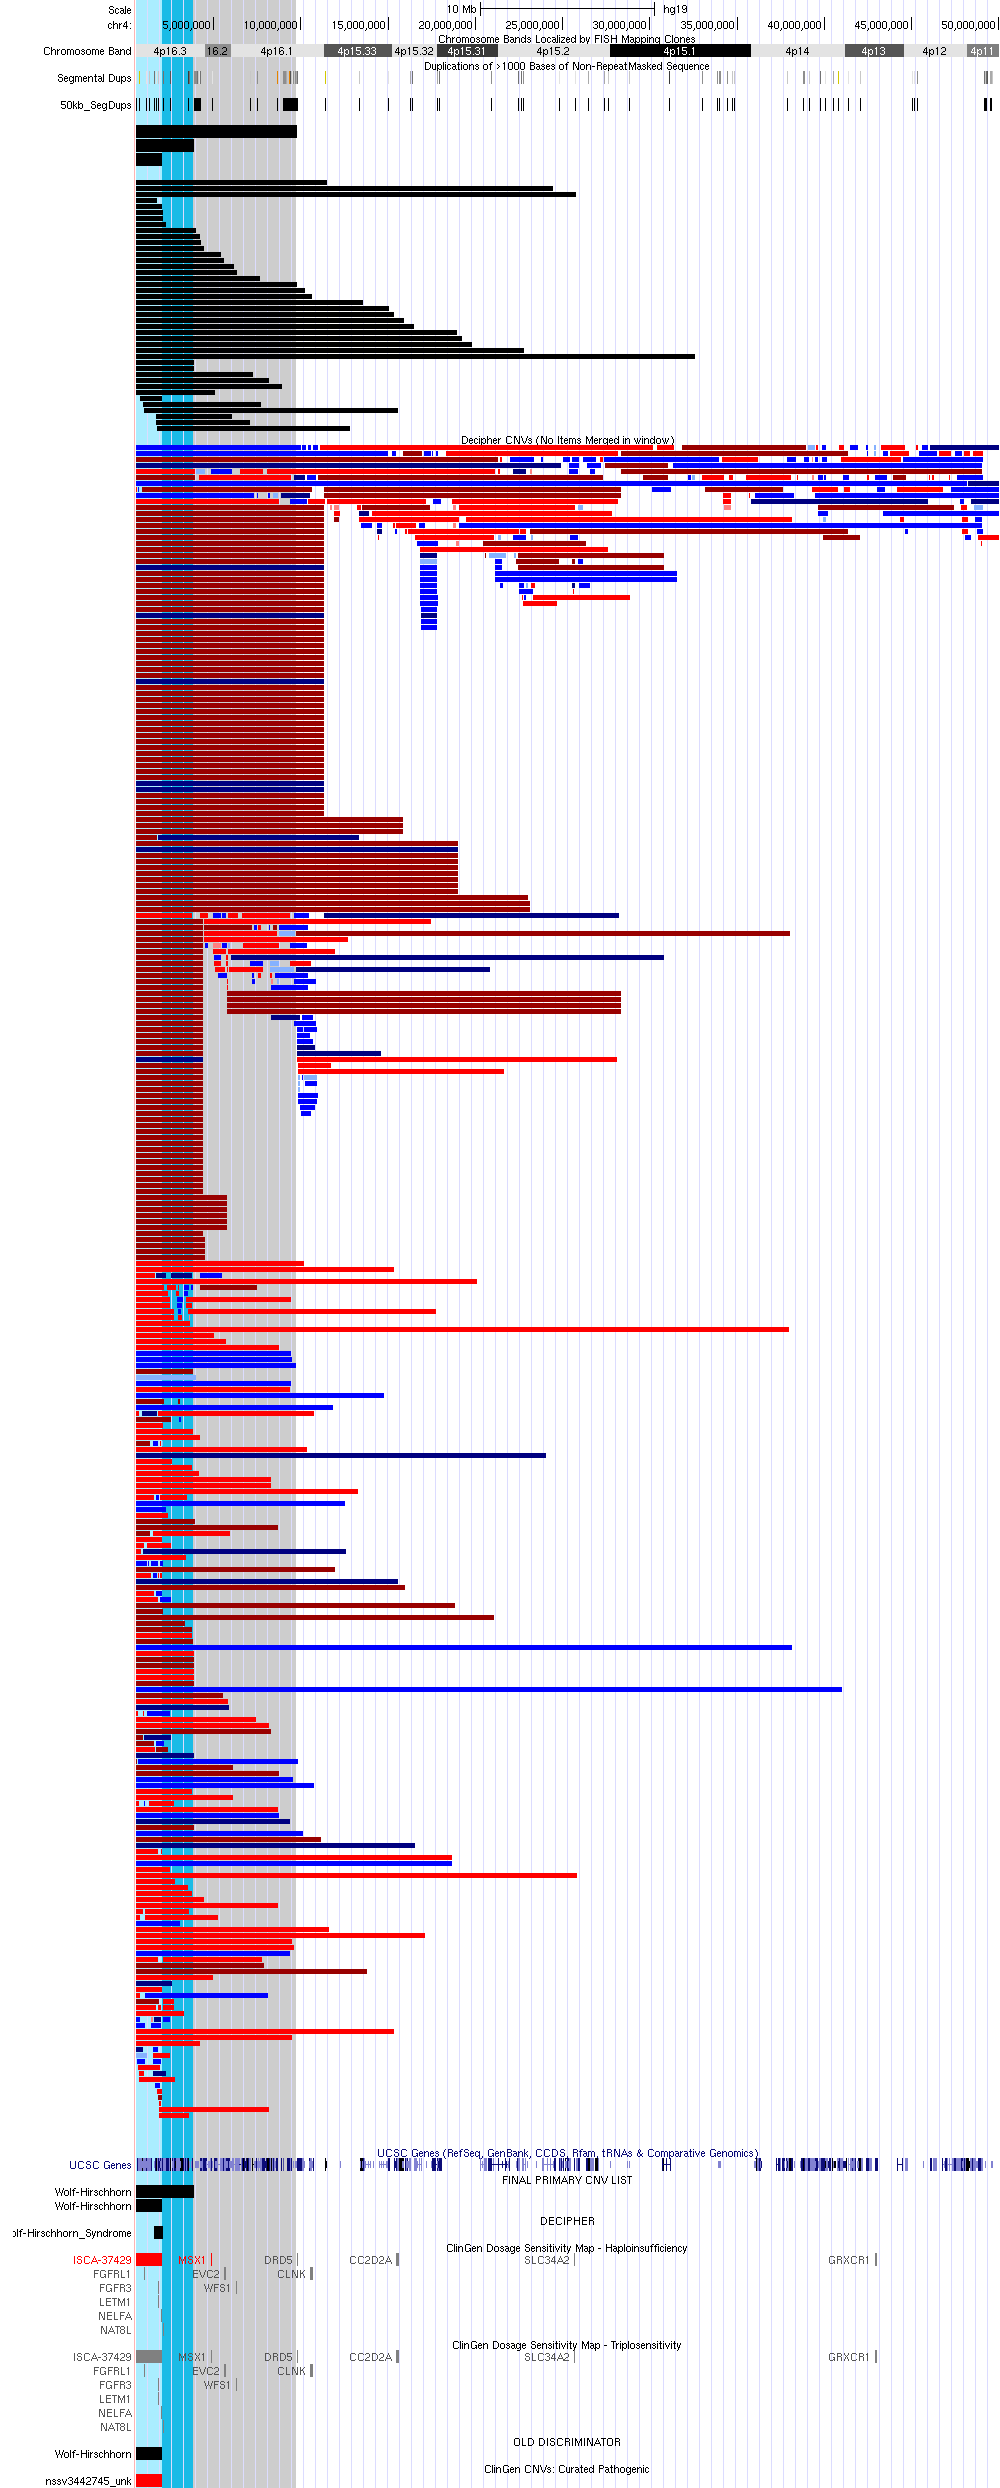 Scale 10 Mb hg19
chr4: 5,000,000 10,000,000 15,000,000 20,000,000 25,000,000 30,000,000 35,000,000 40,000,000 45,000,000 50,000,000
Chromosome Bands Localized by FISH Mapping Clones
Chromosome Band 4p16.3 16.2 4p16.1 4p15.33 4p15.32 4p15.31 4p15.2 4p15.1 4p14 4p13 4p12 4p11
Duplications of >1000 Bases of Non-RepeatMasked Sequence
Segmental Dups
50kb_SegDups
Decipher CNVs (No Items Merged in window)
UCSC Genes (RefSeq, GenBank, CCDS, Rfam, tRNAs & Comparative Genomics)
UCSC Genes
FINAL PRIMARY CNV LIST
Wolf-Hirschhorn
Wolf-Hirschhorn
DECIPHER
olf-Hirschhorn_Syndrome
ClinGen Dosage Sensitivity Map - Haploinsufficiency
ISCA-37429 MSX1 DRD5 CC2D2A SLC34A2 GRXCR1
FGFRL1 EVC2 CLNK
FGFR3 WFS1
LETM1
NELFA
NAT8L
ClinGen Dosage Sensitivity Map - Triplosensitivity
ISCA-37429 MSX1 DRD5 CC2D2A SLC34A2 GRXCR1
FGFRL1 EVC2 CLNK
FGFR3 WFS1
LETM1
NELFA
NAT8L
OLD DISCRIMINATOR
Wolf-Hirschhorn
ClinGen CNVs: Curated Pathogenic
nssv3442745_unk